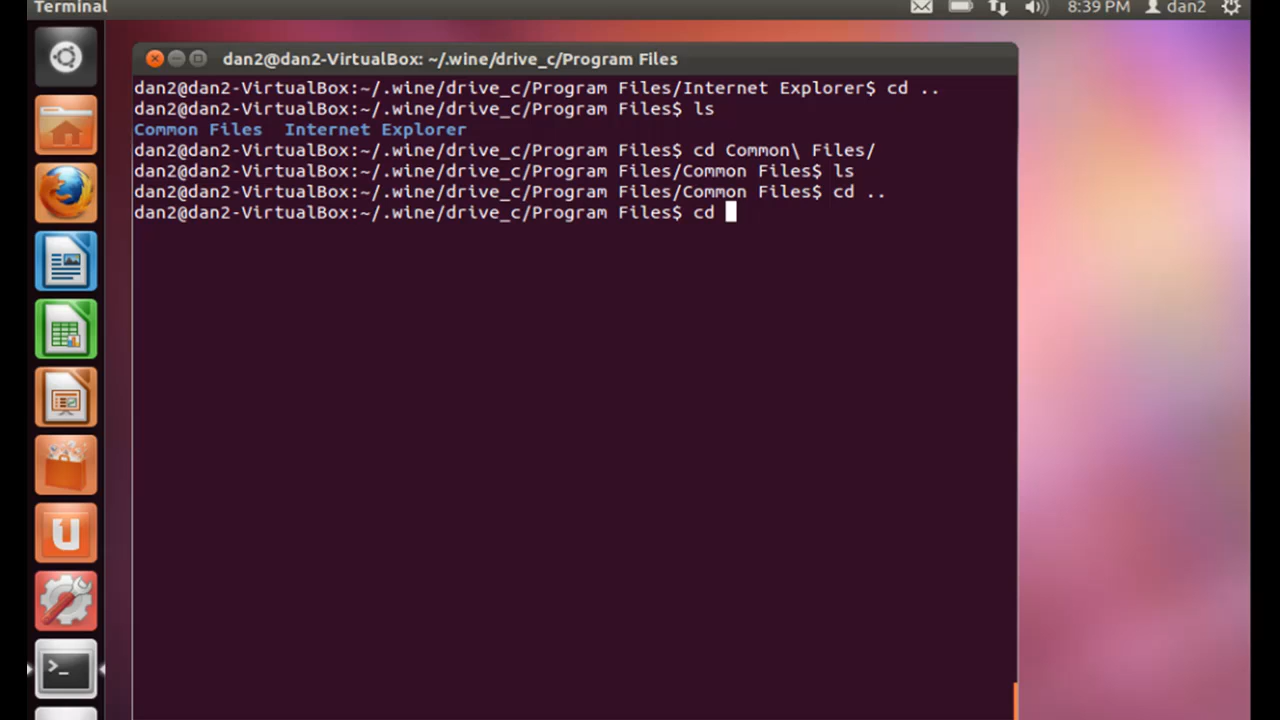 Terminal
8:39 PM dan2
dan2@dan2-VirtualBox: ~/.wine/drive_c/Program Files
dan2@dan2-VirtualBox:~/.wine/drive_c/Program Files/Internet Explorer$ cd ..
dan2@dan2-VirtualBox:~/.wine/drive_c/Program Files$ ls
Common Files  Internet Explorer
dan2@dan2-VirtualBox:~/.wine/drive_c/Program Files$ cd Common\ Files/
dan2@dan2-VirtualBox:~/.wine/drive_c/Program Files/Common Files$ ls
dan2@dan2-VirtualBox:~/.wine/drive_c/Program Files/Common Files$ cd ..
dan2@dan2-VirtualBox:~/.wine/drive_c/Program Files$ cd